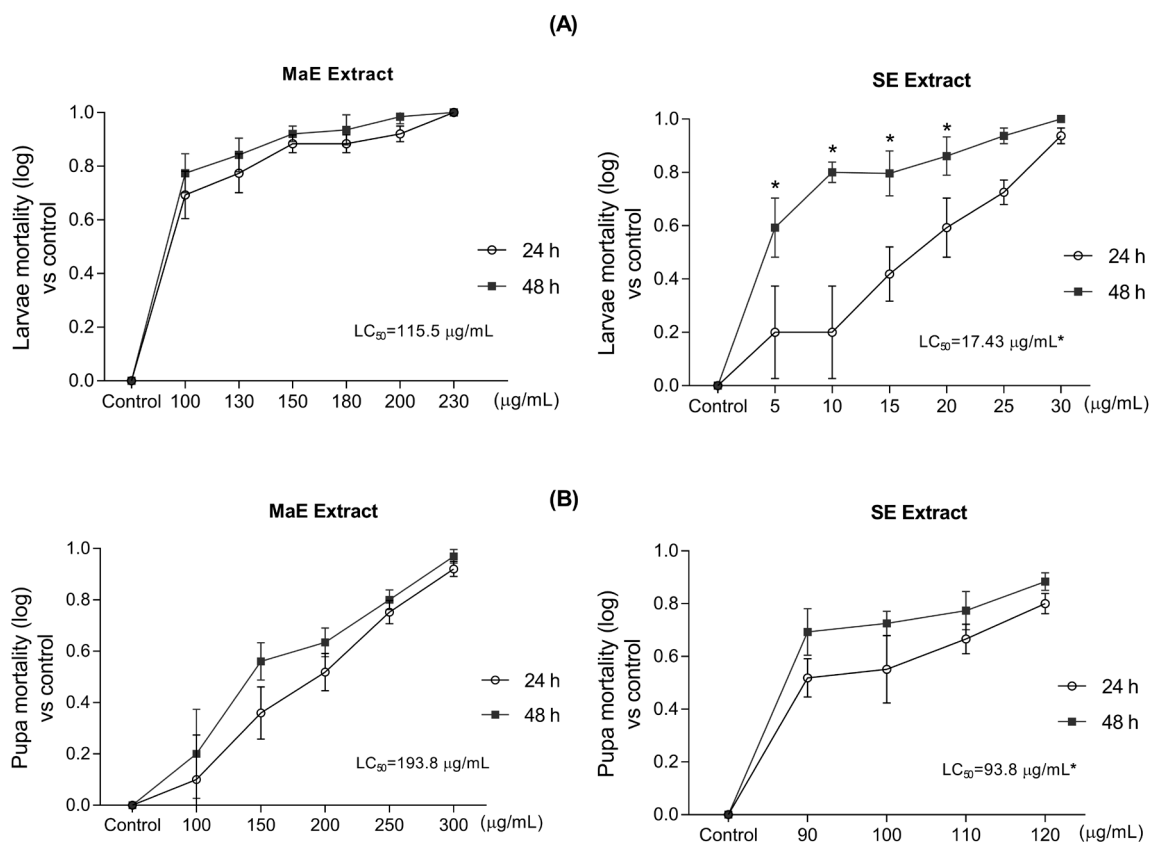 (A)
MaE Extract
Larvae mortality (log)
vs control
1.0
0.8
0.6
0.4
0.2
0.0
Control 100 130 150 180 200 230 (μg/mL)
24 h
48 h
LC₅₀=115.5 μg/mL
SE Extract
Larvae mortality (log)
vs control
1.0
0.8
0.6
0.4
0.2
0.0
* * * *
Control 5 10 15 20 25 30 (μg/mL)
24 h
48 h
LC₅₀=17.43 μg/mL*
(B)
MaE Extract
Pupa mortality (log)
vs control
1.0
0.8
0.6
0.4
0.2
0.0
Control 100 150 200 250 300 (μg/mL)
24 h
48 h
LC₅₀=193.8 μg/mL
SE Extract
Pupa mortality (log)
vs control
1.0
0.8
0.6
0.4
0.2
0.0
Control 90 100 110 120 (μg/mL)
24 h
48 h
LC₅₀=93.8 μg/mL*